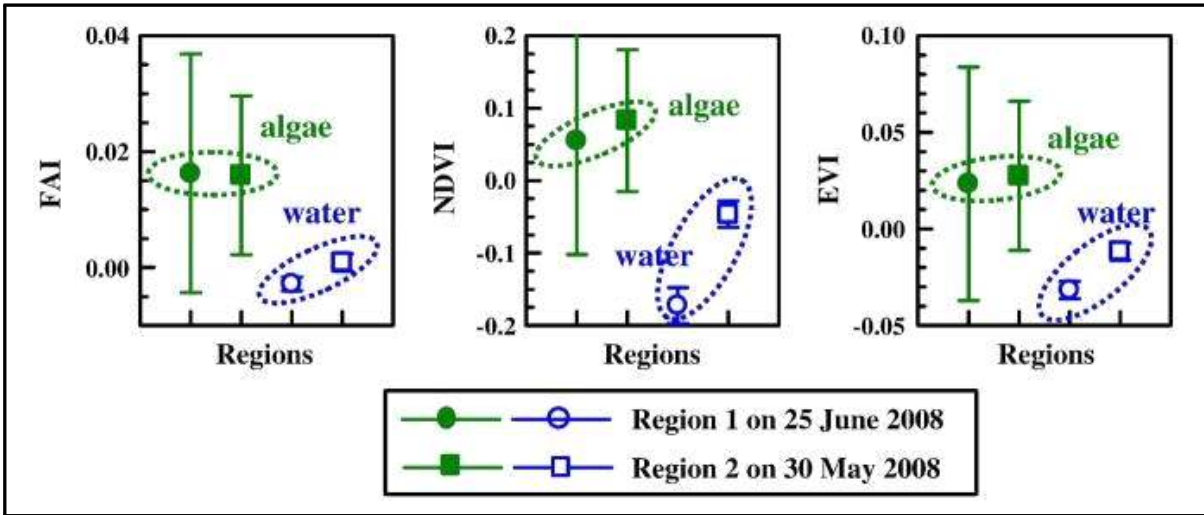 FAI
0.04
0.02
0.00
algae
water
Regions
NDVI
0.2
0.1
0.0
-0.1
-0.2
algae
water
Regions
EVI
0.10
0.05
0.00
-0.05
algae
water
Regions
Region 1 on 25 June 2008
Region 2 on 30 May 2008